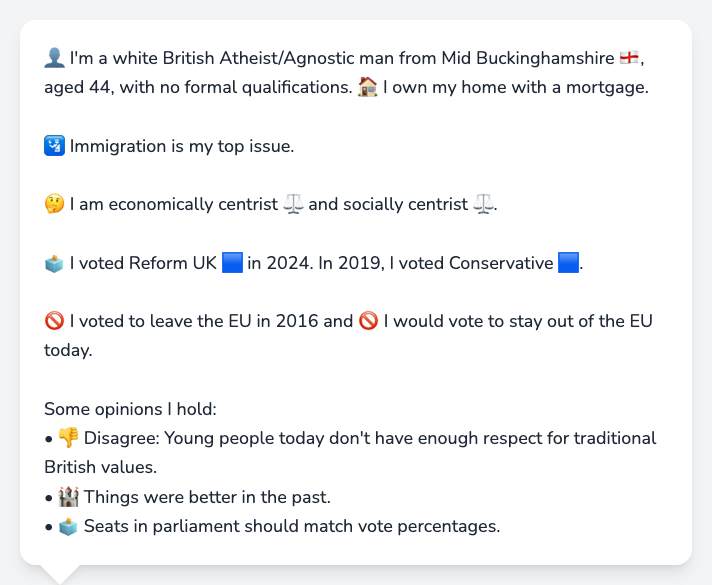 👤 I'm a white British Atheist/Agnostic man from Mid Buckinghamshire 🏴󠁧󠁢󠁥󠁮󠁧󠁿,
aged 44, with no formal qualifications. 🏠 I own my home with a mortgage.
🛂 Immigration is my top issue.
🤔 I am economically centrist ⚖️ and socially centrist ⚖️.
🗳️ I voted Reform UK 🟦 in 2024. In 2019, I voted Conservative 🟦.
🚫 I voted to leave the EU in 2016 and 🚫 I would vote to stay out of the EU
today.
Some opinions I hold:
• 👎 Disagree: Young people today don't have enough respect for traditional
British values.
• 🏰 Things were better in the past.
• 🗳️ Seats in parliament should match vote percentages.